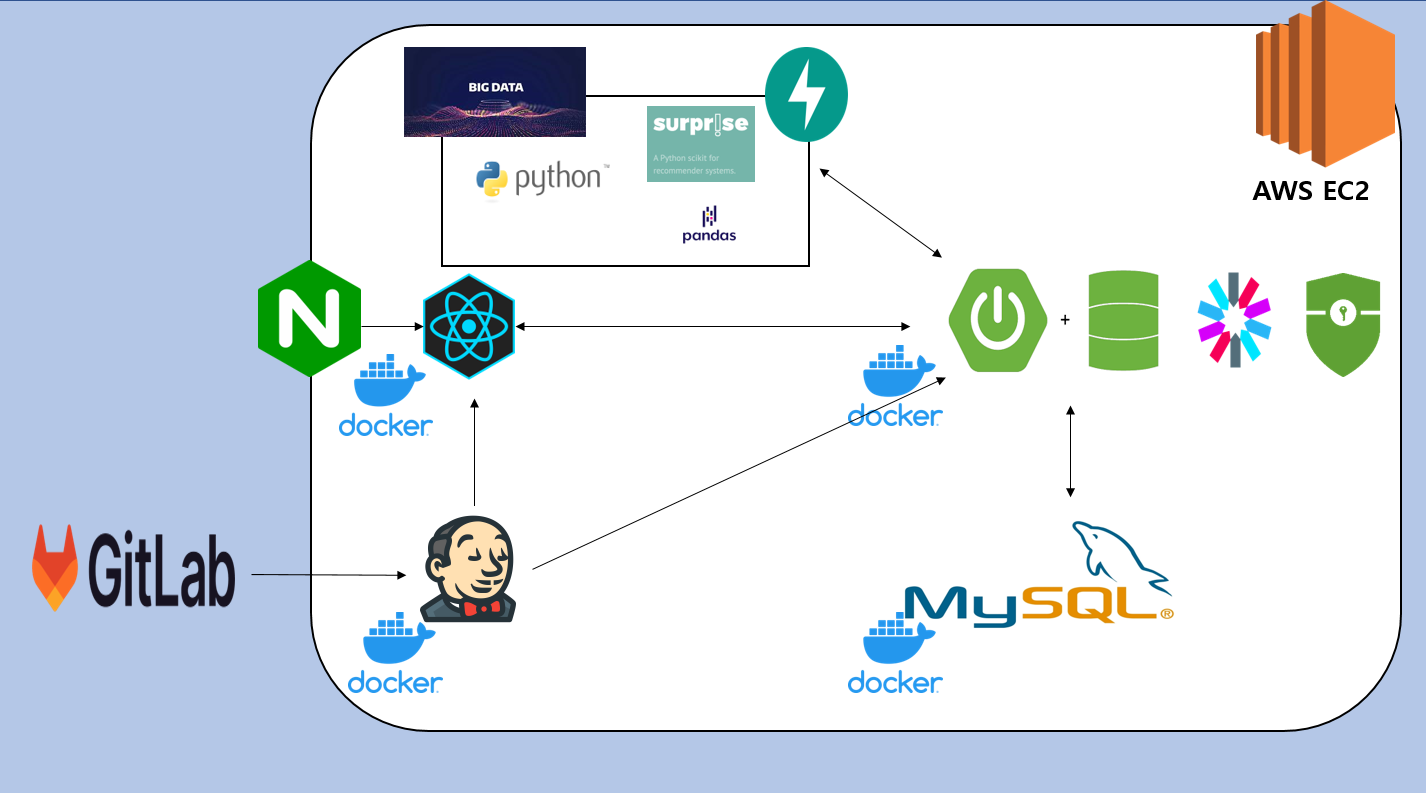 BIG DATA
surpr!se
A Python scikit for
recommender systems.
python™
pandas
AWS EC2
N
+
docker
docker
GitLab
MySQL®
docker
docker